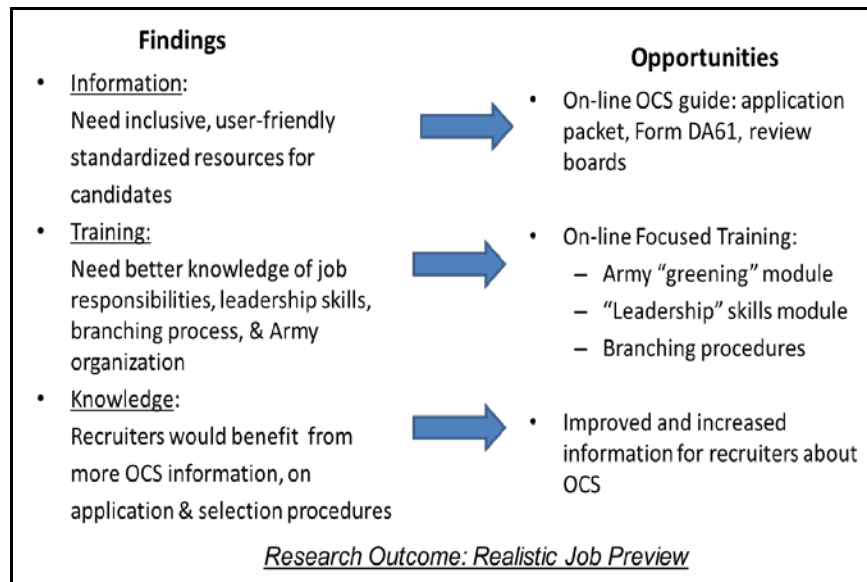 Findings
• Information:
Need inclusive, user-friendly
standardized resources for
candidates
• Training:
Need better knowledge of job
responsibilities, leadership skills,
branching process, & Army
organization
• Knowledge:
Recruiters would benefit from
more OCS information, on
application & selection procedures
Opportunities
• On-line OCS guide: application
packet, Form DA61, review
boards
• On-line Focused Training:
– Army “greening” module
– “Leadership” skills module
– Branching procedures
• Improved and increased
information for recruiters about
OCS
Research Outcome: Realistic Job Preview